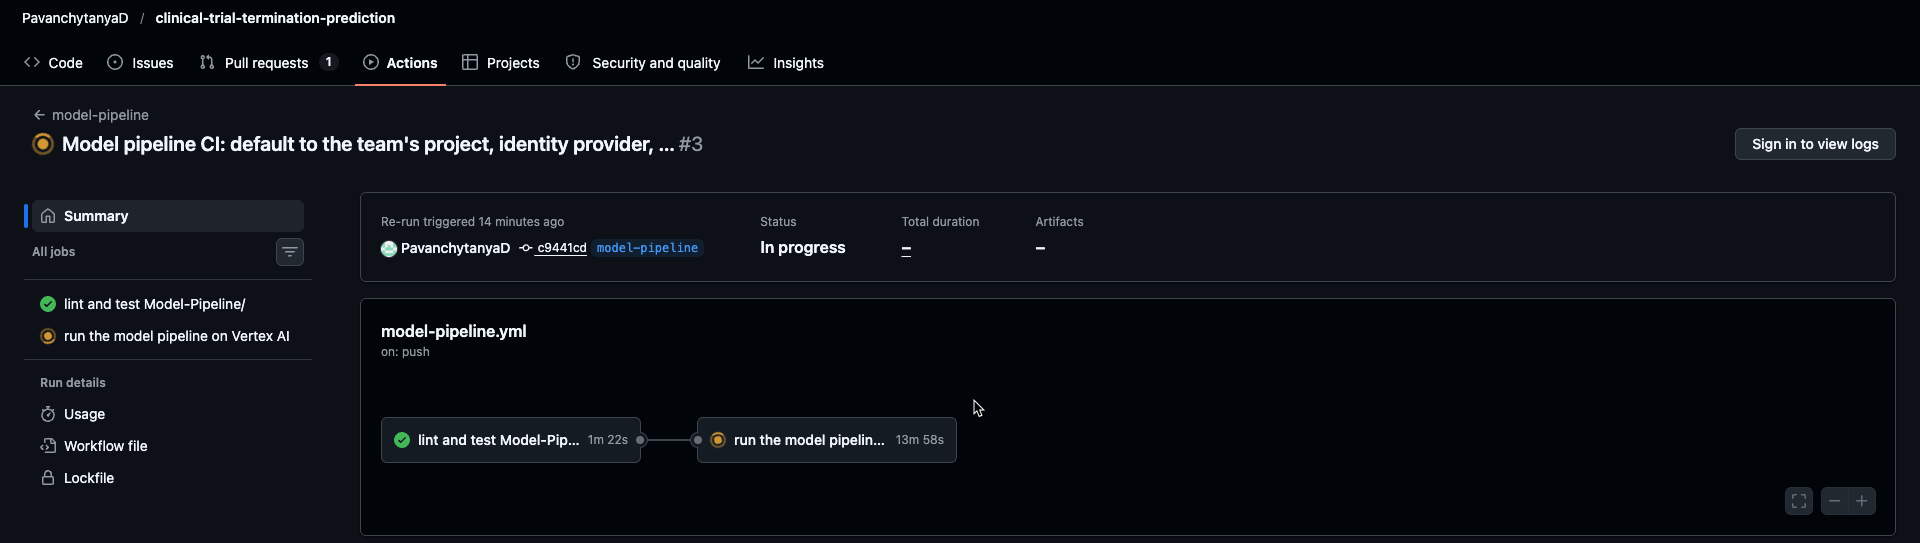 PavanchytanyaD / clinical-trial-termination-prediction
Code Issues Pull requests 1 Actions Projects Security and quality Insights
← model-pipeline
Model pipeline CI: default to the team's project, identity provider, ... #3
Sign in to view logs
Summary
All jobs
lint and test Model-Pipeline/
run the model pipeline on Vertex AI
Run details
Usage
Workflow file
Lockfile
Re-run triggered 14 minutes ago
PavanchytanyaD c9441cd model-pipeline
Status
In progress
Total duration
–
Artifacts
–
model-pipeline.yml
on: push
lint and test Model-Pip... 1m 22s
run the model pipelin... 13m 58s